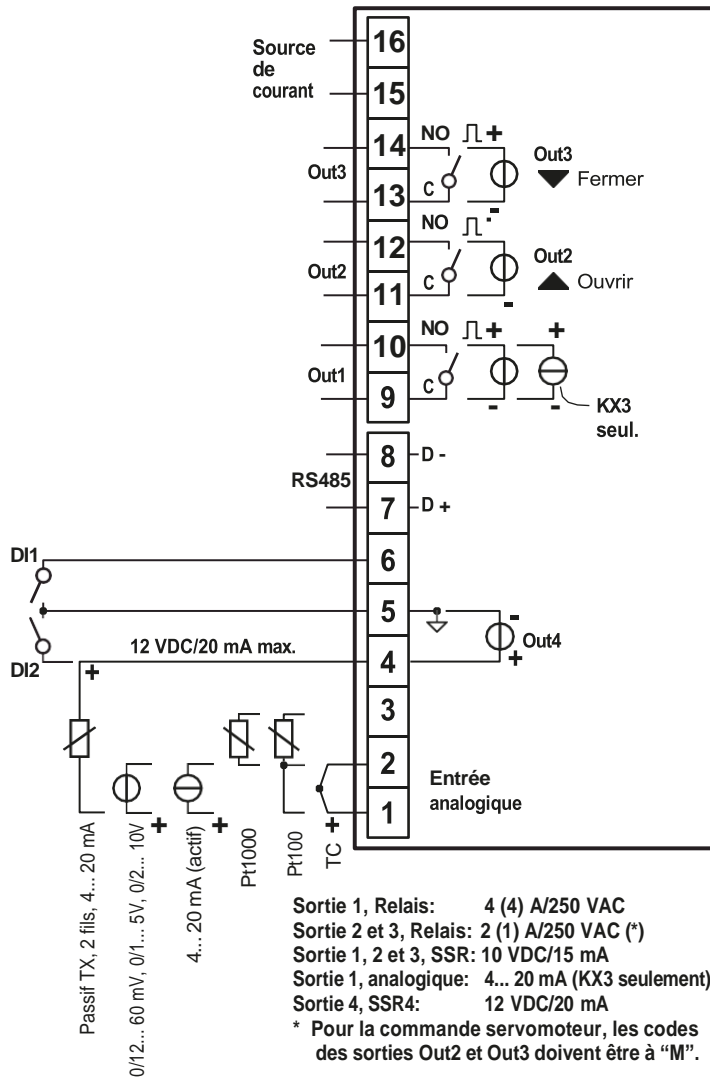 Source
de
courant
16
15
14
13
12
11
10
9
8
7
6
5
4
3
2
1
Out3
NO
+
C
-
Out3
Fermer
Out2
NO
C
-
Out2
Ouvrir
Out1
NO
+
+
C
-
-
KX3
seul.
RS485
D -
D +
DI1
DI2
12 VDC/20 mA max.
+
-
Out4
+
Entrée
analogique
+
+
+
Passif TX, 2 fils, 4... 20 mA
0/12... 60 mV, 0/1... 5V, 0/2... 10V
4... 20 mA (actif)
Pt1000
Pt100
TC
Sortie 1, Relais: 4 (4) A/250 VAC
Sortie 2 et 3, Relais: 2 (1) A/250 VAC (*)
Sortie 1, 2 et 3, SSR: 10 VDC/15 mA
Sortie 1, analogique: 4... 20 mA (KX3 seulement)
Sortie 4, SSR4: 12 VDC/20 mA
* Pour la commande servomoteur, les codes
des sorties Out2 et Out3 doivent être à “M”.